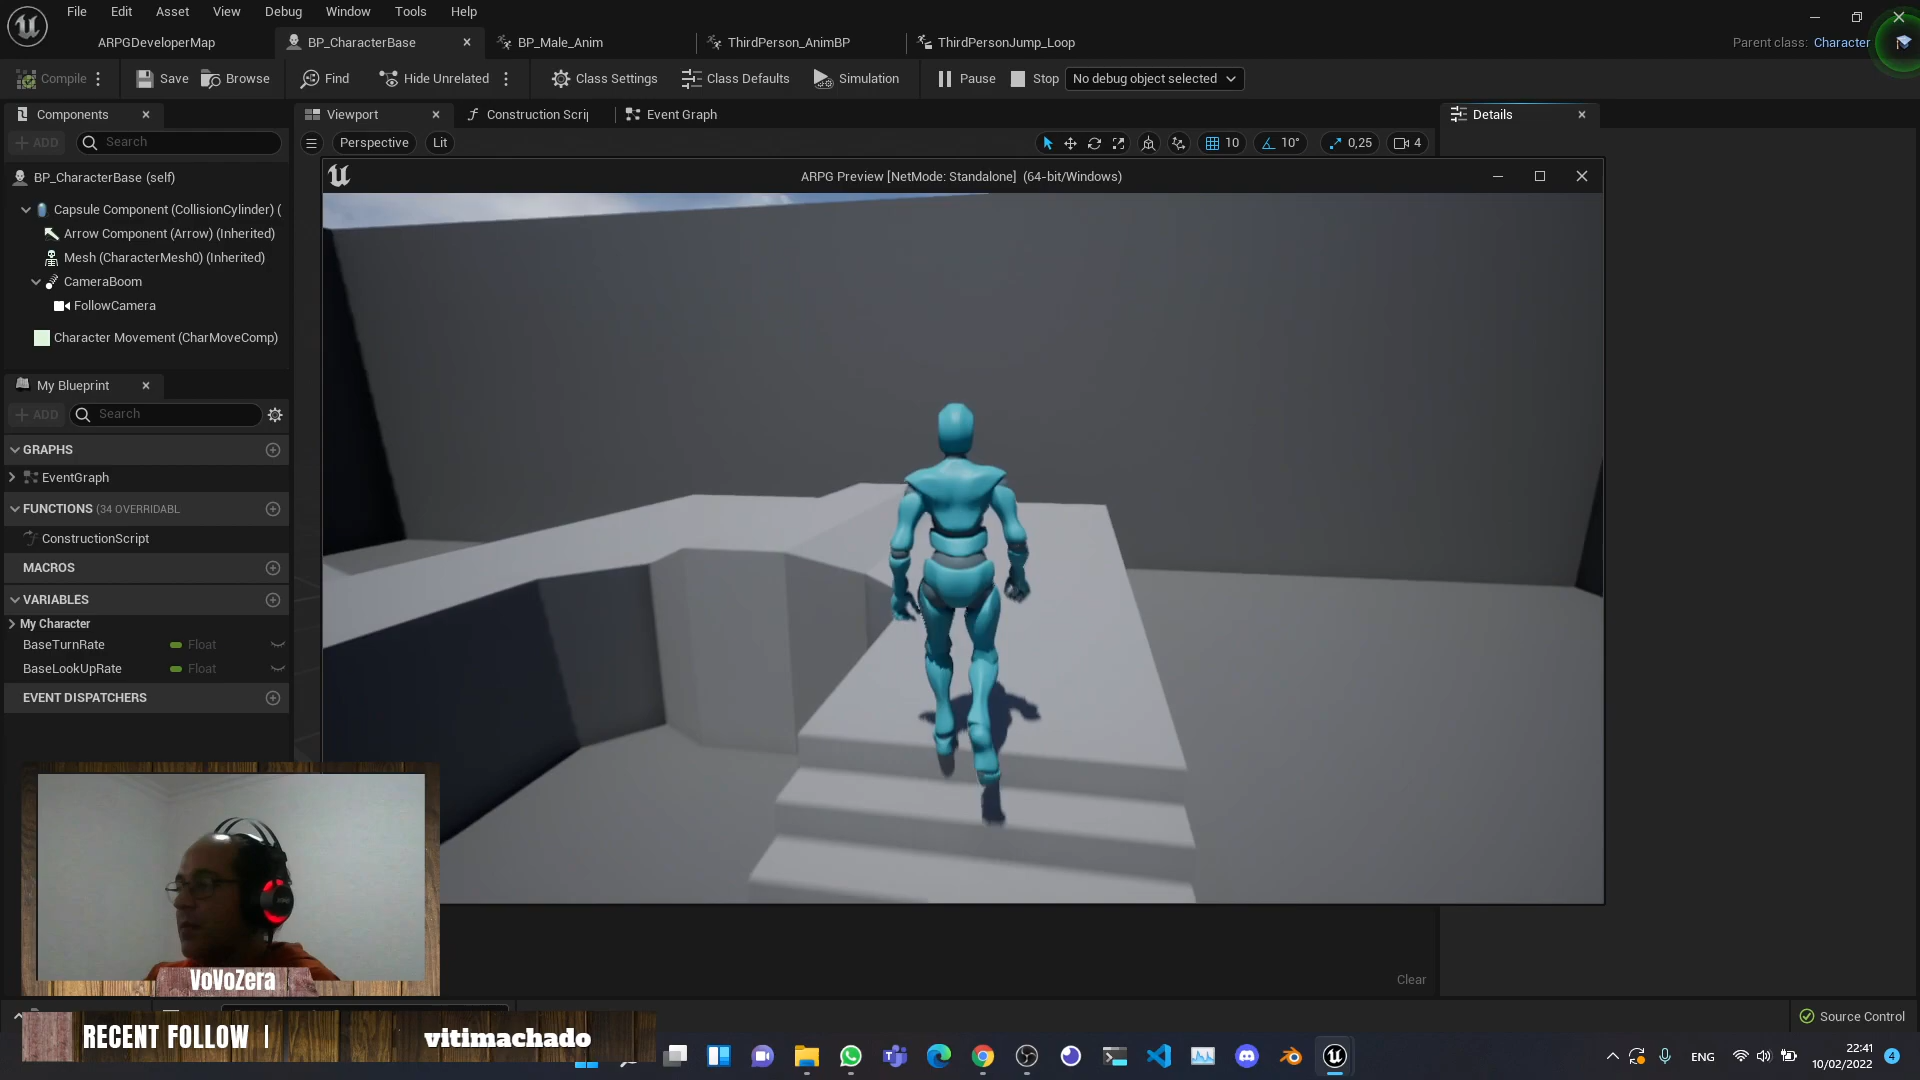 File Edit Asset View Debug Window Tools Help
ARPGDeveloperMap BP_CharacterBase BP_Male_Anim ThirdPerson_AnimBP ThirdPersonJump_Loop Parent class: Character
Compile Save Browse Find Hide Unrelated Class Settings Class Defaults Simulation Pause Stop No debug object selected
Components Viewport Construction Scrip Event Graph Details
ADD Search Perspective Lit 10 10° 0,25 4
ARPG Preview [NetMode: Standalone] (64-bit/Windows)
BP_CharacterBase (self)
Capsule Component (CollisionCylinder) (
Arrow Component (Arrow) (Inherited)
Mesh (CharacterMesh0) (Inherited)
CameraBoom
FollowCamera
Character Movement (CharMoveComp)
My Blueprint
ADD Search
GRAPHS
EventGraph
FUNCTIONS (34 OVERRIDABL
ConstructionScript
MACROS
VARIABLES
My Character
BaseTurnRate Float
BaseLookUpRate Float
EVENT DISPATCHERS
VoVoZera
Clear
Source Control
RECENT FOLLOW | vitimachado
ENG 22:41
10/02/2022 4